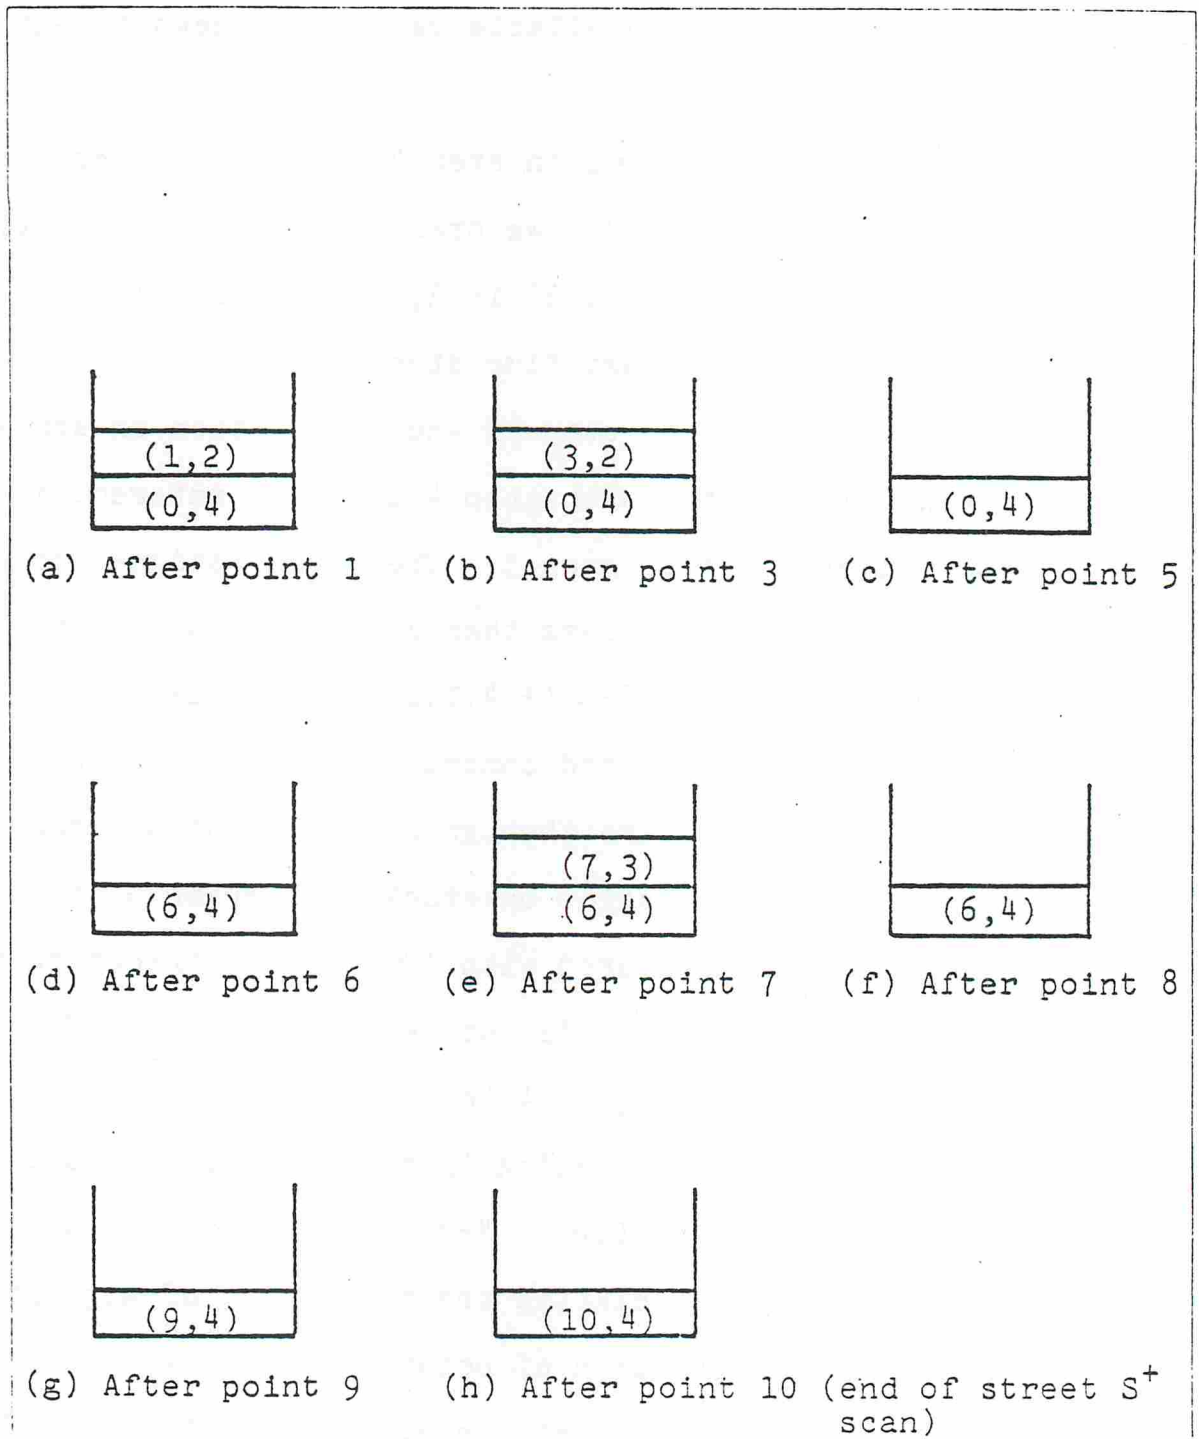 (1,2)
(0,4)
(a) After point 1
(3,2)
(0,4)
(b) After point 3
(0,4)
(c) After point 5
(6,4)
(d) After point 6
(7,3)
(6,4)
(e) After point 7
(6,4)
(f) After point 8
(9,4)
(g) After point 9
(10,4)
(h) After point 10 (end of street S⁺
scan)